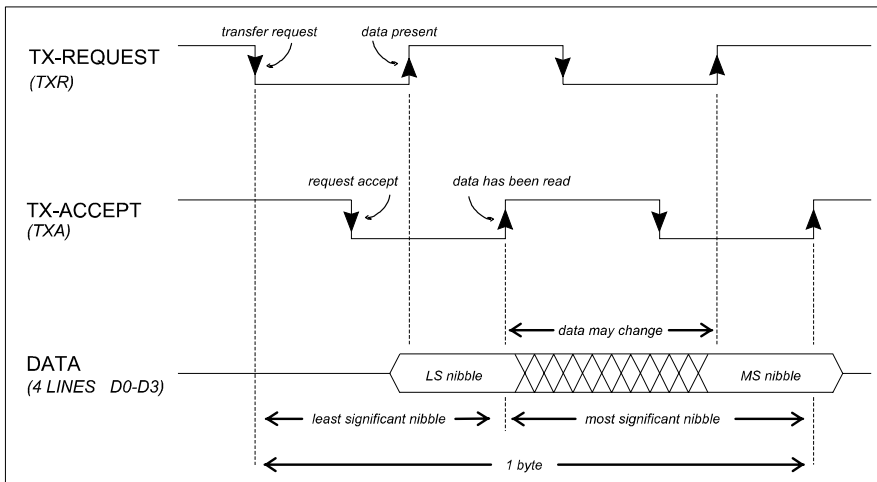 transfer request
data present
TX-REQUEST
(TXR)
request accept
data has been read
TX-ACCEPT
(TXA)
data may change
DATA
(4 LINES D0-D3)
LS nibble
MS nibble
least significant nibble
most significant nibble
1 byte